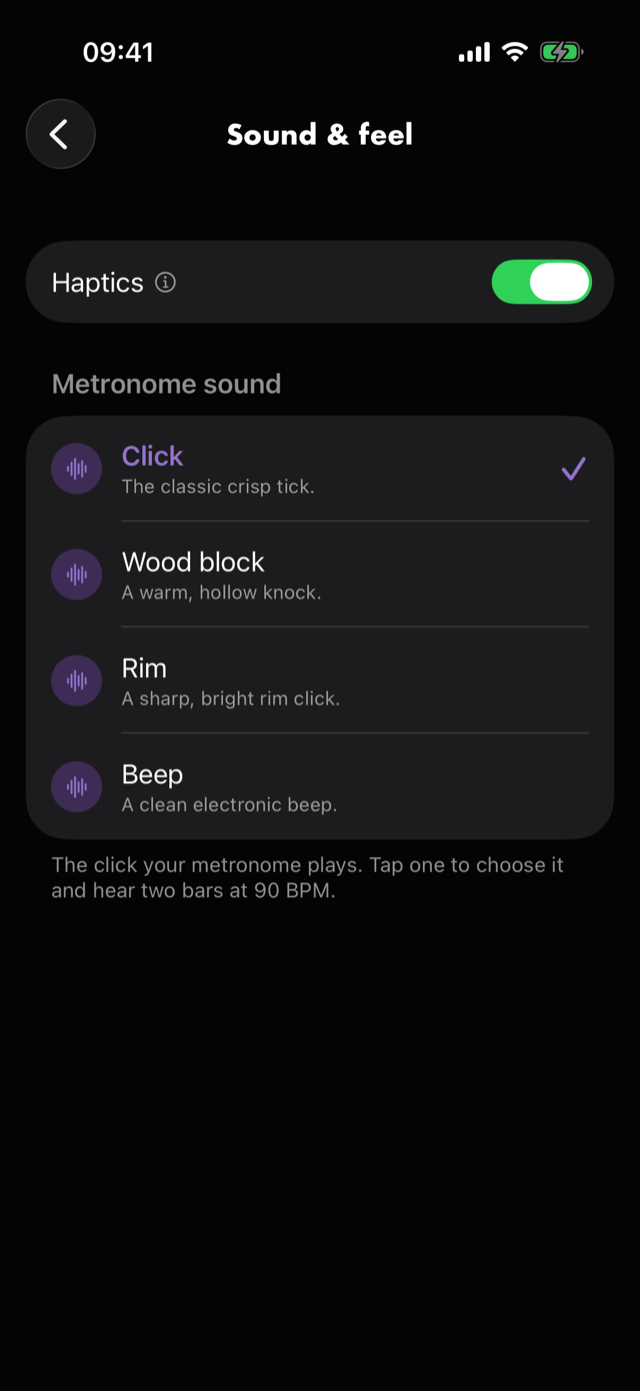 09:41
Sound & feel
Haptics
Metronome sound
Click
The classic crisp tick.
Wood block
A warm, hollow knock.
Rim
A sharp, bright rim click.
Beep
A clean electronic beep.
The click your metronome plays. Tap one to choose it
and hear two bars at 90 BPM.